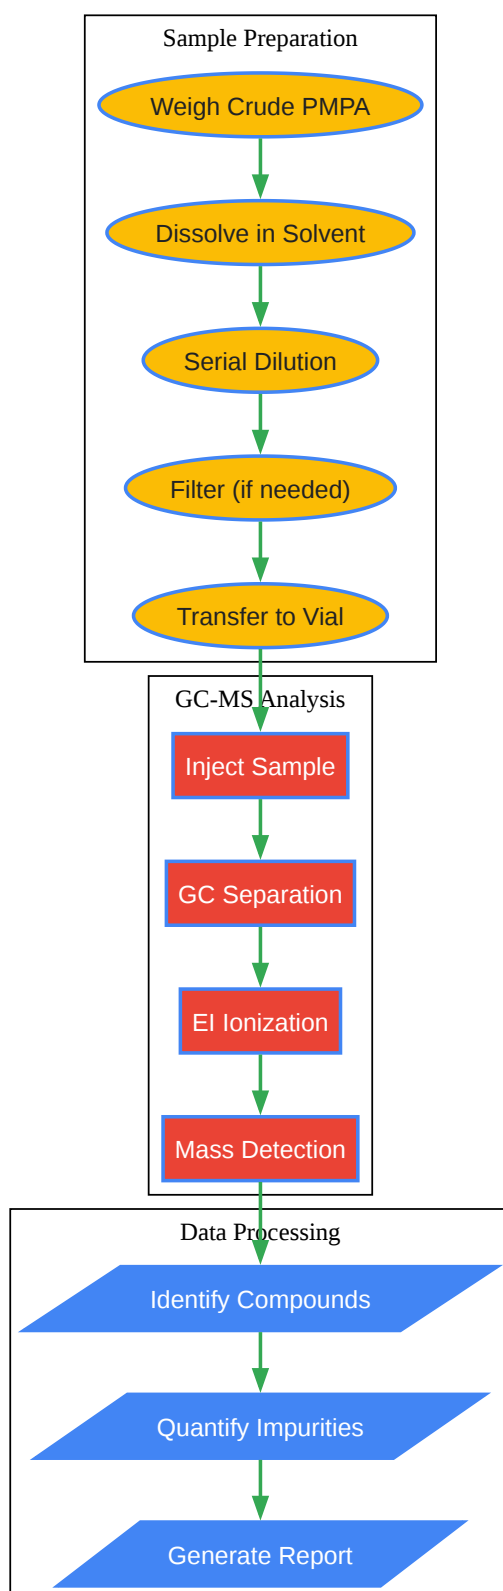 Sample Preparation
Weigh Crude PMPA
Dissolve in Solvent
Serial Dilution
Filter (if needed)
Transfer to Vial
GC-MS Analysis
Inject Sample
GC Separation
EI Ionization
Mass Detection
Data Processing
Identify Compounds
Quantify Impurities
Generate Report